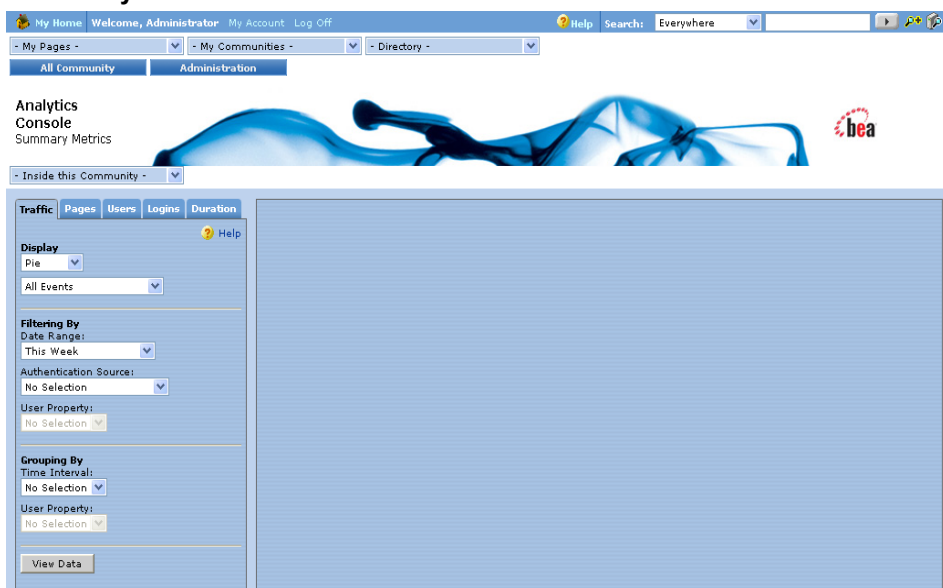 My Home Welcome, Administrator My Account Log Off Help Search: Everywhere
- My Pages - - My Communities - - Directory -
All Community Administration
Analytics
Console
Summary Metrics
bea
- Inside this Community -
Traffic Pages Users Logins Duration
Help
Display
Pie
All Events
Filtering By
Date Range:
This Week
Authentication Source:
No Selection
User Property:
No Selection
Grouping By
Time Interval:
No Selection
User Property:
No Selection
View Data